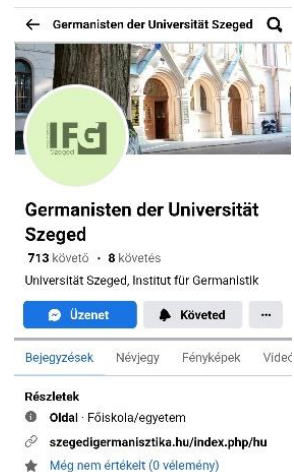 Germanisten der Universität Szeged
IFG
Szeged
Germanisten der Universität
Szeged
713 követő • 8 követés
Universität Szeged, Institut für Germanistik
Üzenet
Követed
Bejegyzések Névjegy Fényképek Videó
Részletek
Oldal · Főiskola/egyetem
szegedigermanisztika.hu/index.php/hu
Még nem értékelt (0 vélemény)